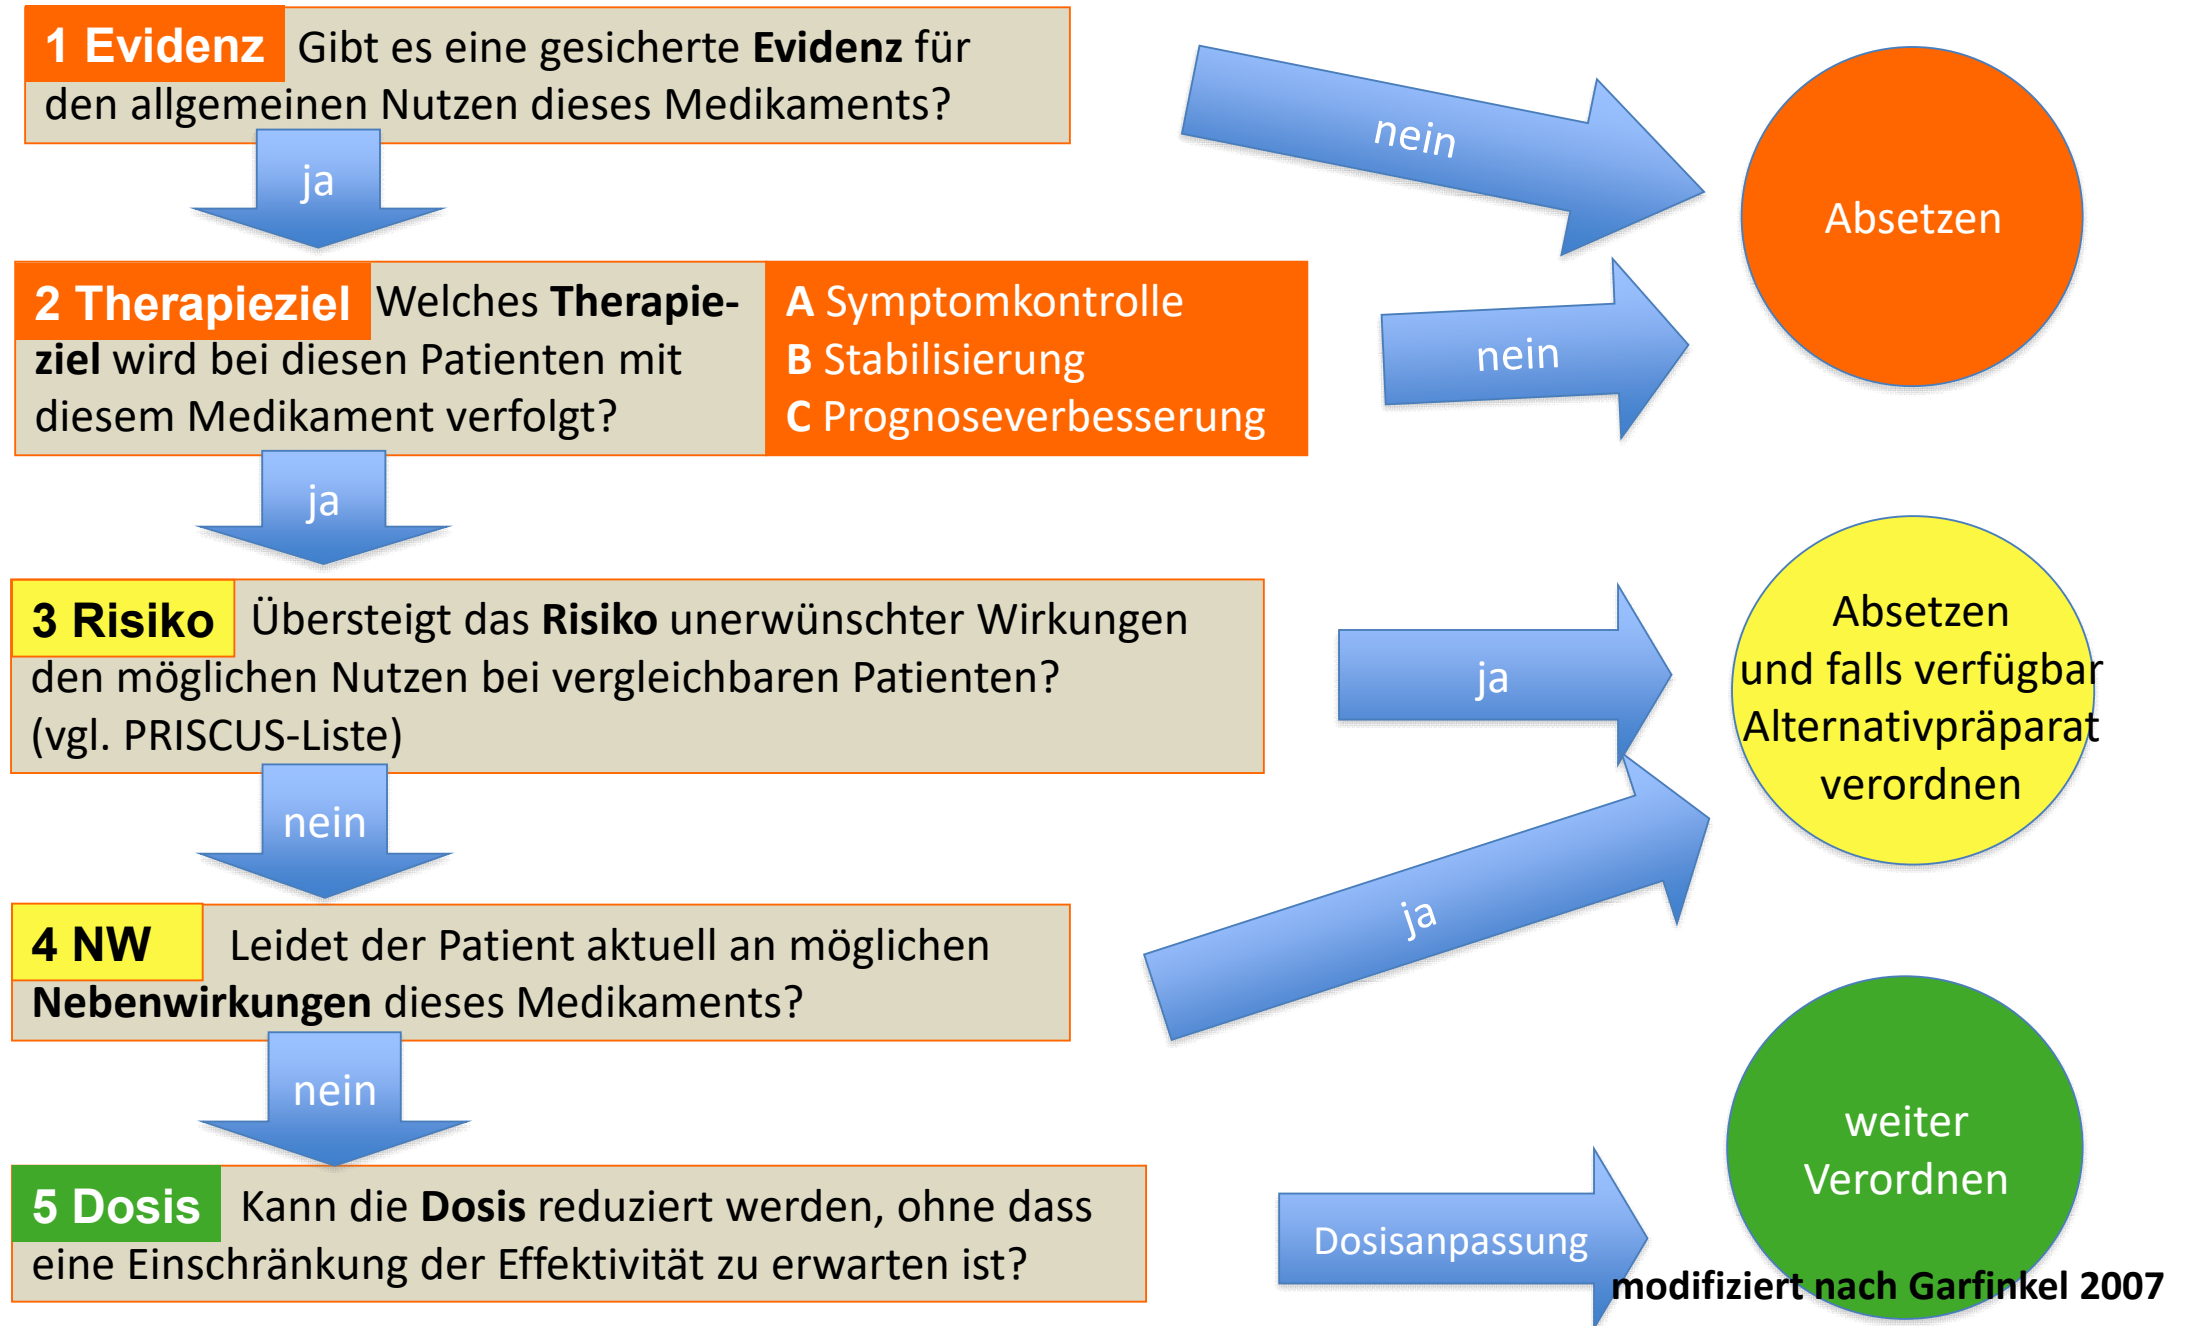 1 Evidenz Gibt es eine gesicherte Evidenz für
den allgemeinen Nutzen dieses Medikaments?
nein
Absetzen
ja
2 Therapieziel Welches Therapie-
ziel wird bei diesen Patienten mit
diesem Medikament verfolgt?
A Symptomkontrolle
B Stabilisierung
C Prognoseverbesserung
nein
ja
3 Risiko Übersteigt das Risiko unerwünschter Wirkungen
den möglichen Nutzen bei vergleichbaren Patienten?
(vgl. PRISCUS-Liste)
ja
Absetzen
und falls verfügbar
Alternativpräparat
verordnen
nein
4 NW Leidet der Patient aktuell an möglichen
Nebenwirkungen dieses Medikaments?
ja
nein
5 Dosis Kann die Dosis reduziert werden, ohne dass
eine Einschränkung der Effektivität zu erwarten ist?
Dosisanpassung
weiter
Verordnen
modifiziert nach Garfinkel 2007